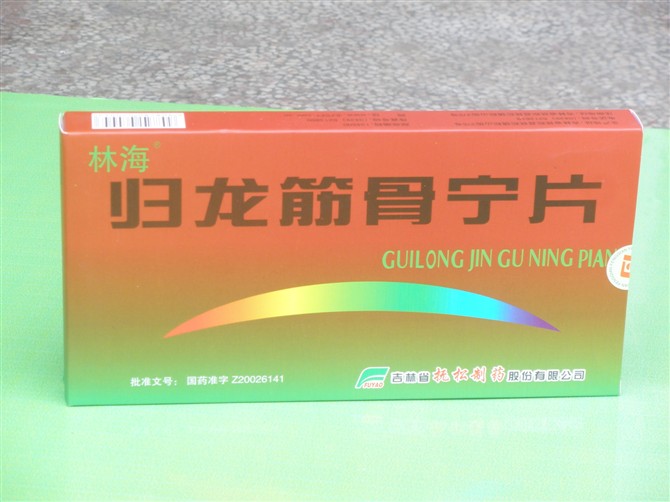 林海®
归龙筋骨宁片
GUILONG JIN GU NING PIAN
批准文号： 国药准字 Z20026141
FUYAO 吉林省抚松制药股份有限公司